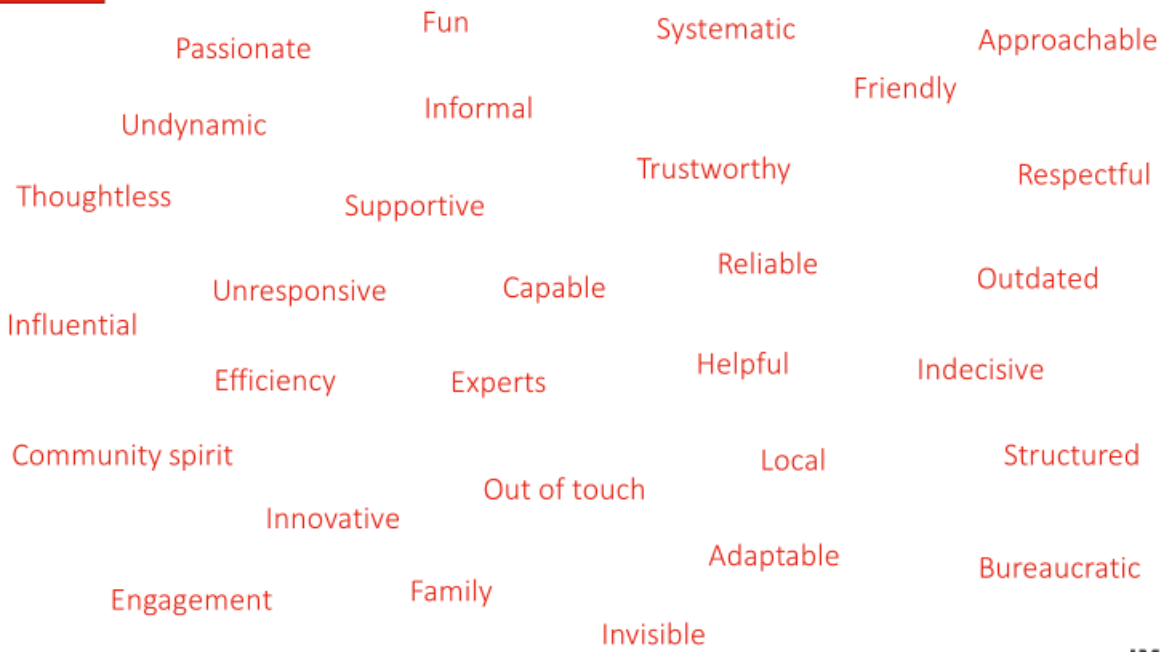 Fun
Systematic
Passionate
Approachable
Friendly
Informal
Undynamic
Trustworthy
Respectful
Thoughtless
Supportive
Reliable
Outdated
Unresponsive
Capable
Influential
Helpful
Indecisive
Efficiency
Experts
Community spirit
Local
Structured
Out of touch
Innovative
Adaptable
Bureaucratic
Engagement
Family
Invisible